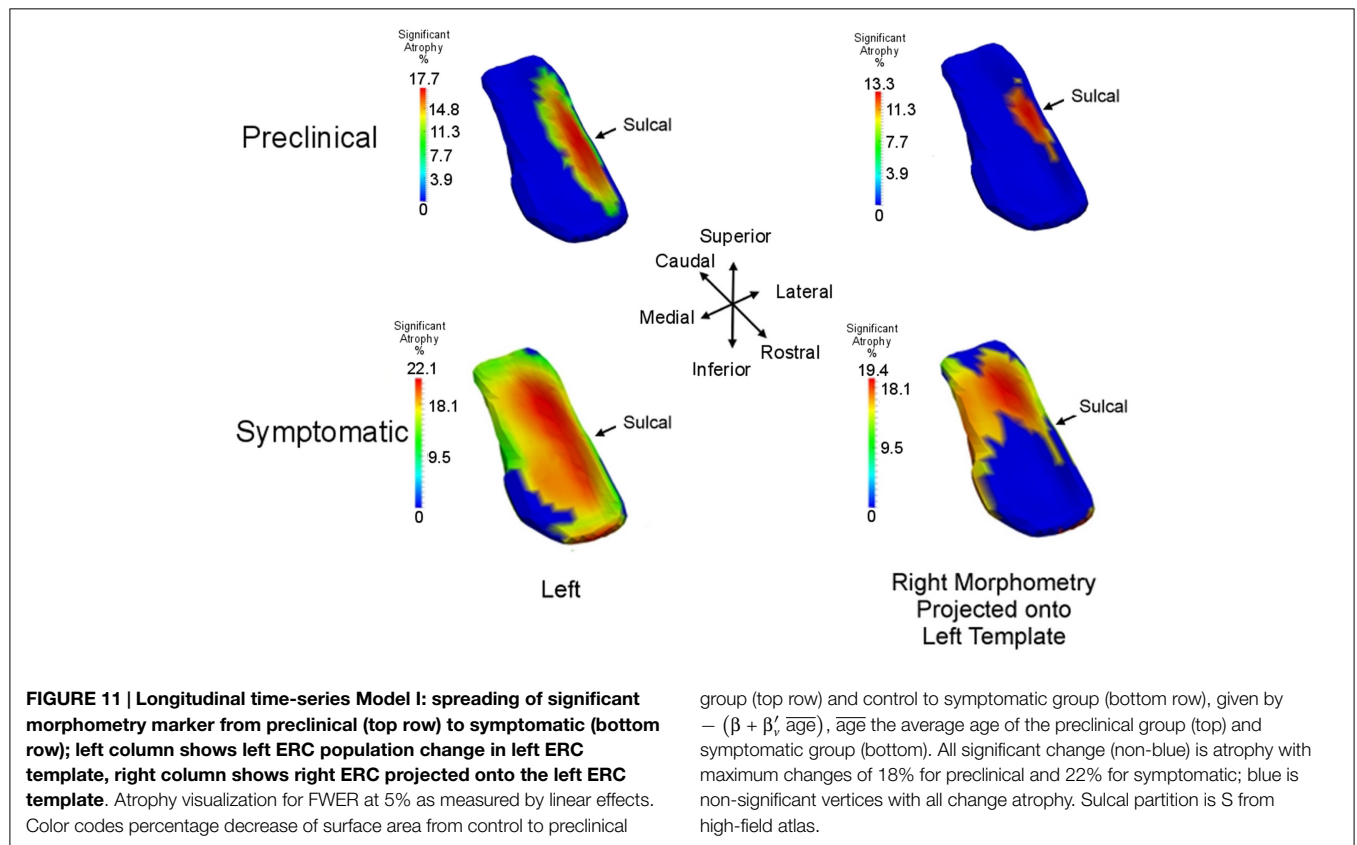 Significant
Atrophy
%
17.7
14.8
11.3
7.7
3.9
0
Preclinical
Sulcal
Significant
Atrophy
%
13.3
11.3
7.7
3.9
0
Sulcal
Superior
Caudal
Lateral
Medial
Rostral
Inferior
Significant
Atrophy
%
22.1
18.1
9.5
0
Symptomatic
Sulcal
Left
Significant
Atrophy
%
19.4
18.1
9.5
0
Sulcal
Right Morphometry
Projected onto
Left Template
FIGURE 11 | Longitudinal time-series Model I: spreading of significant
morphometry marker from preclinical (top row) to symptomatic (bottom
row); left column shows left ERC population change in left ERC
template, right column shows right ERC projected onto the left ERC
template. Atrophy visualization for FWER at 5% as measured by linear effects.
Color codes percentage decrease of surface area from control to preclinical
group (top row) and control to symptomatic group (bottom row), given by
− (β + β′ᵥ a̅g̅e̅), a̅g̅e̅ the average age of the preclinical group (top) and
symptomatic group (bottom). All significant change (non-blue) is atrophy with
maximum changes of 18% for preclinical and 22% for symptomatic; blue is
non-significant vertices with all change atrophy. Sulcal partition is S from
high-field atlas.